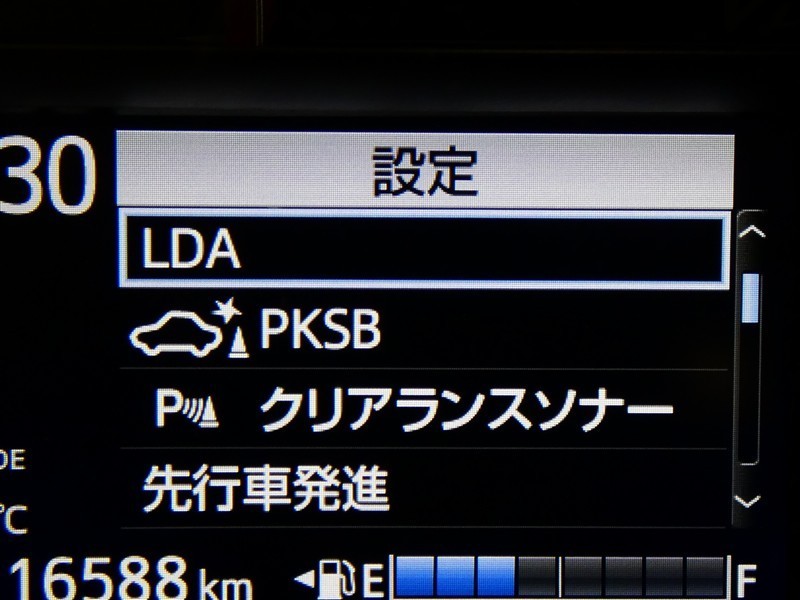 設定
30
LDA
PKSB
P クリアランスソナー
先行車発進
DE
℃
16588 km
E F